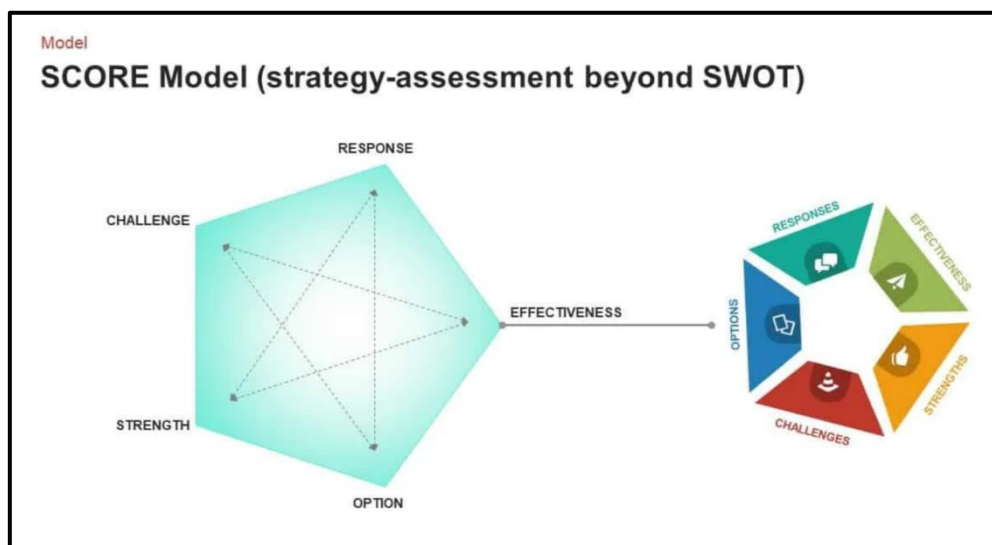 Model
SCORE Model (strategy-assessment beyond SWOT)
RESPONSE
CHALLENGE
EFFECTIVENESS
STRENGTH
OPTION
RESPONSES
EFFECTIVENESS
OPTIONS
STRENGTHS
CHALLENGES